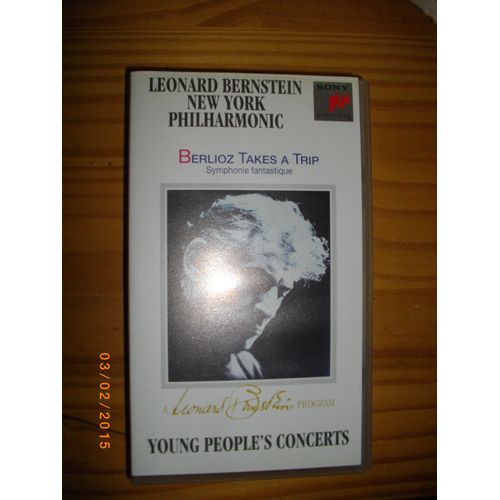 LEONARD BERNSTEIN
NEW YORK
PHILHARMONIC
SONY
CLASSICAL
BERLIOZ TAKES A TRIP
Symphonie fantastique
A Leonard Bernstein PROGRAM
YOUNG PEOPLE'S CONCERTS
03/02/2015